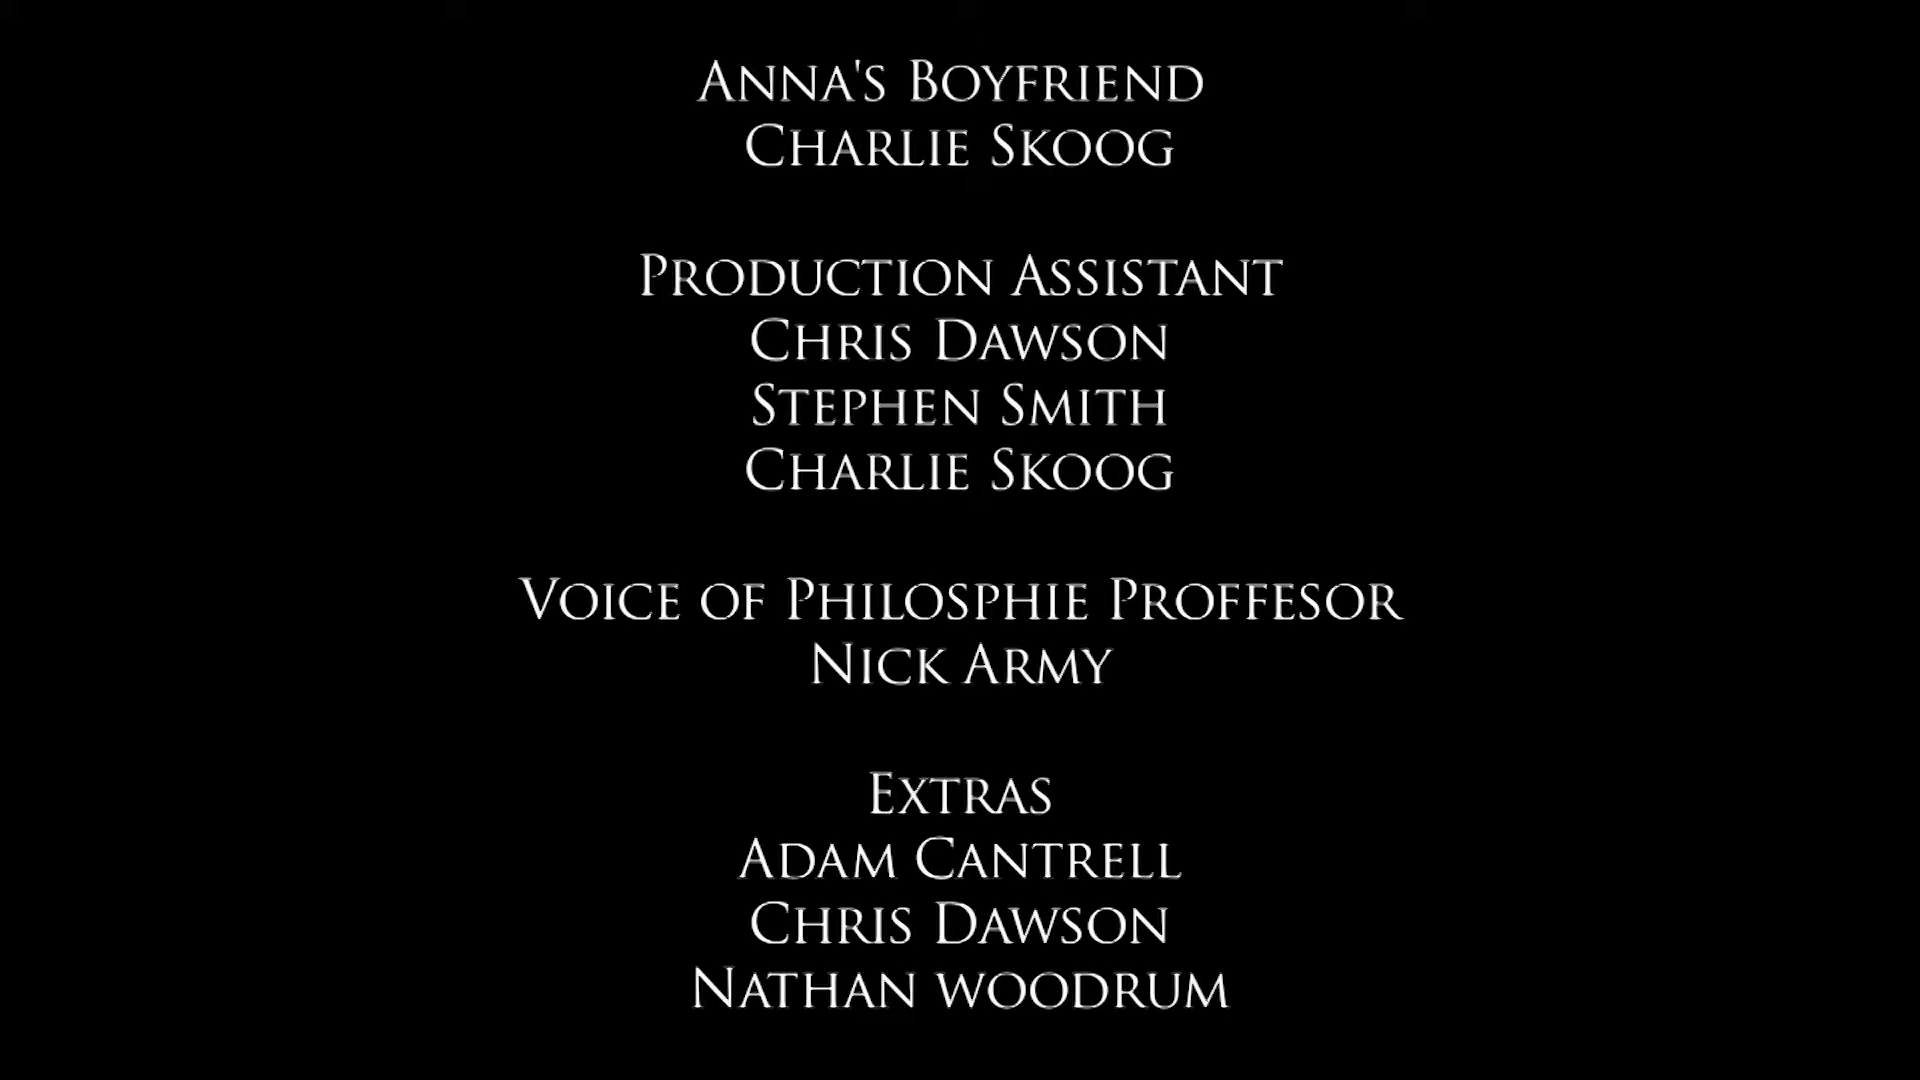 Anna's Boyfriend
Charlie Skoog
Production Assistant
Chris Dawson
Stephen Smith
Charlie Skoog
Voice of Philosphie Proffesor
Nick Army
Extras
Adam Cantrell
Chris Dawson
Nathan woodrum